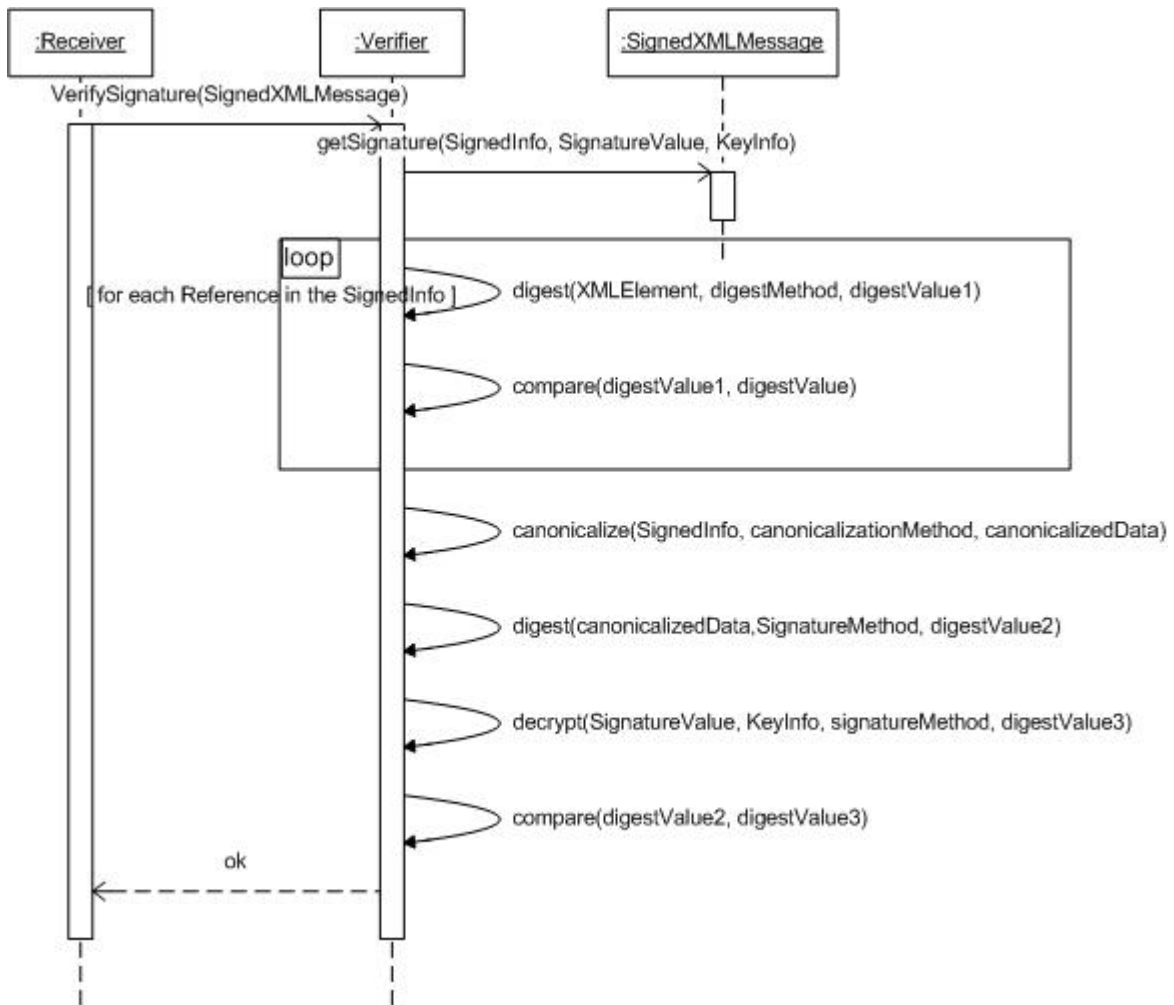 :Receiver
:Verifier
:SignedXMLMessage
VerifySignature(SignedXMLMessage)
getSignature(SignedInfo, SignatureValue, KeyInfo)
loop
[ for each Reference in the SignedInfo ]
digest(XMLElement, digestMethod, digestValue1)
compare(digestValue1, digestValue)
canonicalize(SignedInfo, canonicalizationMethod, canonicalizedData)
digest(canonicalizedData,SignatureMethod, digestValue2)
decrypt(SignatureValue, KeyInfo, signatureMethod, digestValue3)
compare(digestValue2, digestValue3)
ok